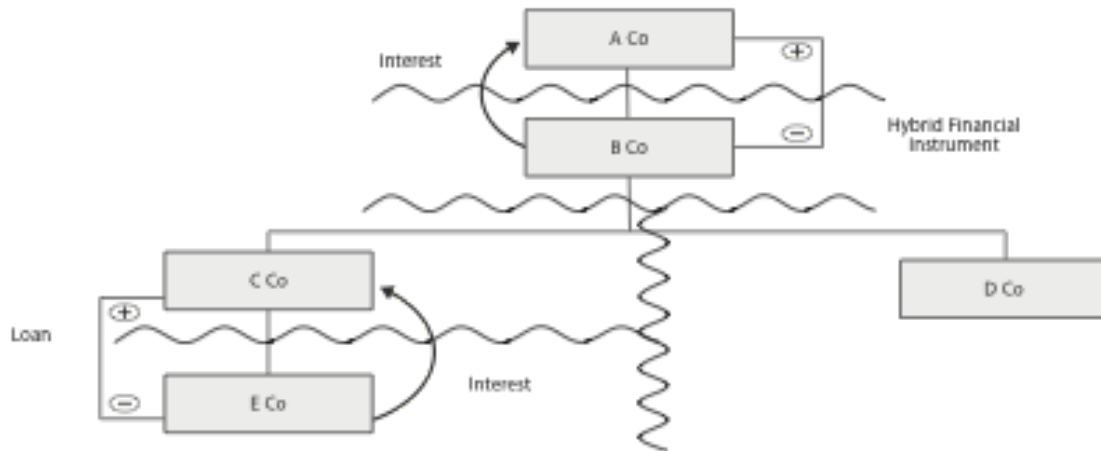 A Co
Interest
B Co
Hybrid Financial
Instrument
C Co
D Co
Loan
Interest
E Co